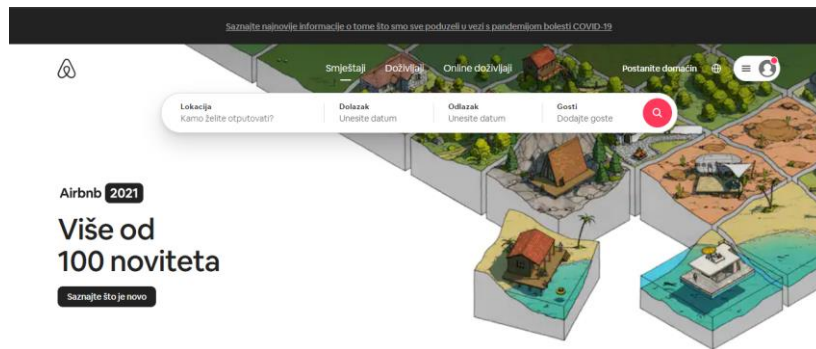 Saznajte najnovije informacije o tome što smo sve poduzeli u vezi s pandemijom bolesti COVID-19
Smještaji Doživljaji Online doživljaji Postanite domaćin
Lokacija Dolazak Odlazak Gosti
Kamo želite otputovati? Unesite datum Unesite datum Dodajte goste
Airbnb 2021
Više od
100 noviteta
Saznajte što je novo